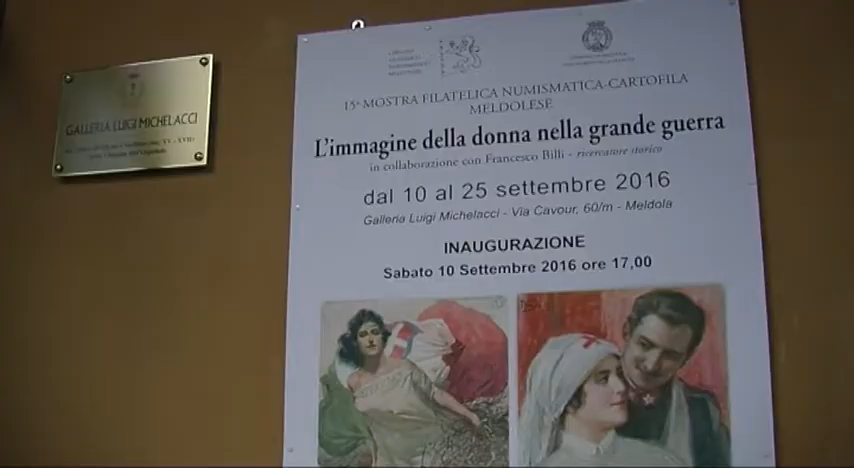 GALLERIA LUIGI MICHELACCI
15ª MOSTRA FILATELICA NUMISMATICA-CARTOFILA
MELDOLESE
L'immagine della donna nella grande guerra
in collaborazione con Francesco Billi - ricercatore storico
dal 10 al 25 settembre 2016
Galleria Luigi Michelacci - Via Cavour, 60/m - Meldola
INAUGURAZIONE
Sabato 10 Settembre 2016 ore 17,00